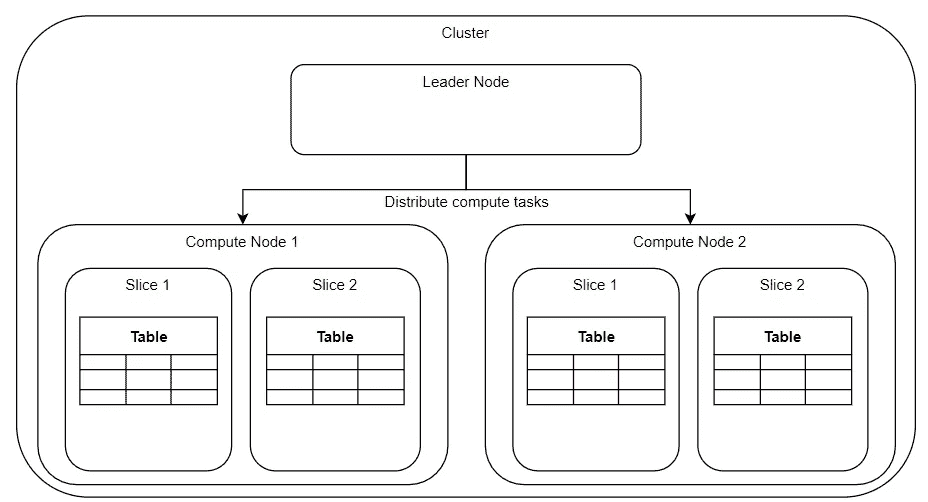 Cluster
Leader Node
Distribute compute tasks
Compute Node 1
Compute Node 2
Slice 1
Slice 2
Slice 1
Slice 2
Table
Table
Table
Table